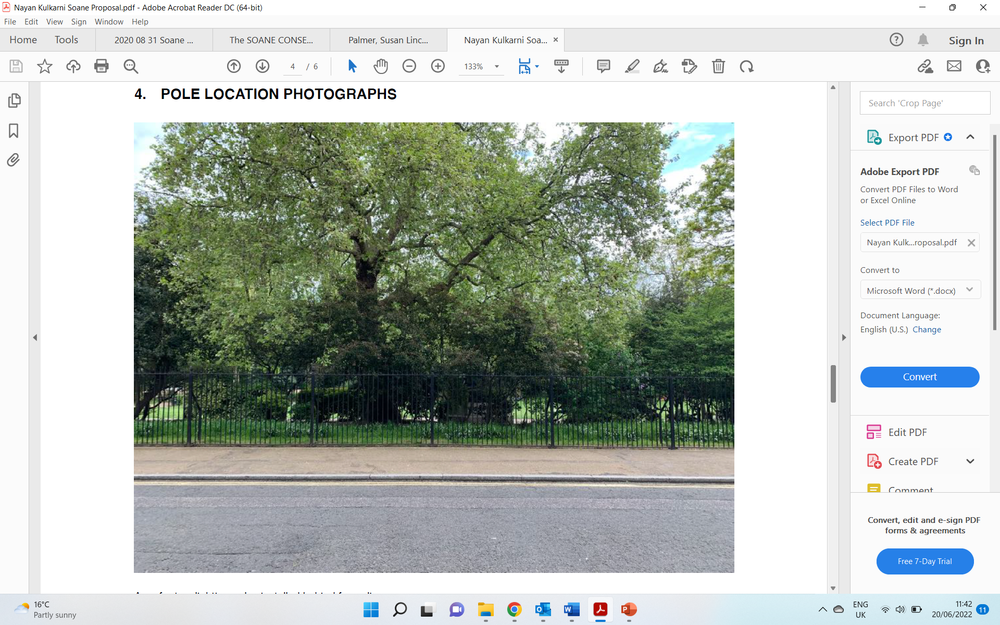 Nayan Kulkarni Soane Proposal.pdf - Adobe Acrobat Reader DC (64-bit)
File Edit View Sign Window Help
Home Tools 2020 08 31 Soane ... The SOANE CONSE... Palmer, Susan Linc... Nayan Kulkarni Soa... Sign In
4 / 6 133%
4. POLE LOCATION PHOTOGRAPHS
Search 'Crop Page'
Export PDF
Adobe Export PDF
Convert PDF Files to Word
or Excel Online
Select PDF File
Nayan Kulk...roposal.pdf
Convert to
Microsoft Word (*.docx)
Document Language:
English (U.S.) Change
Convert
Edit PDF
Create PDF
Comment
Convert, edit and e-sign PDF
forms & agreements
Free 7-Day Trial
16°C
Partly sunny
ENG
UK
11:42
20/06/2022
11